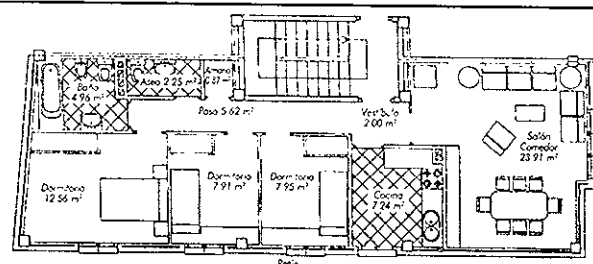 Baño
4.96 m²
Aseo 2.25 m²
Paso 5.62 m²
Vestíbulo
2.00 m²
Salón
Comedor
23.91 m²
Dormitorio
12.56 m²
Dormitorio
7.91 m²
Dormitorio
7.95 m²
Cocina
7.24 m²
Patio